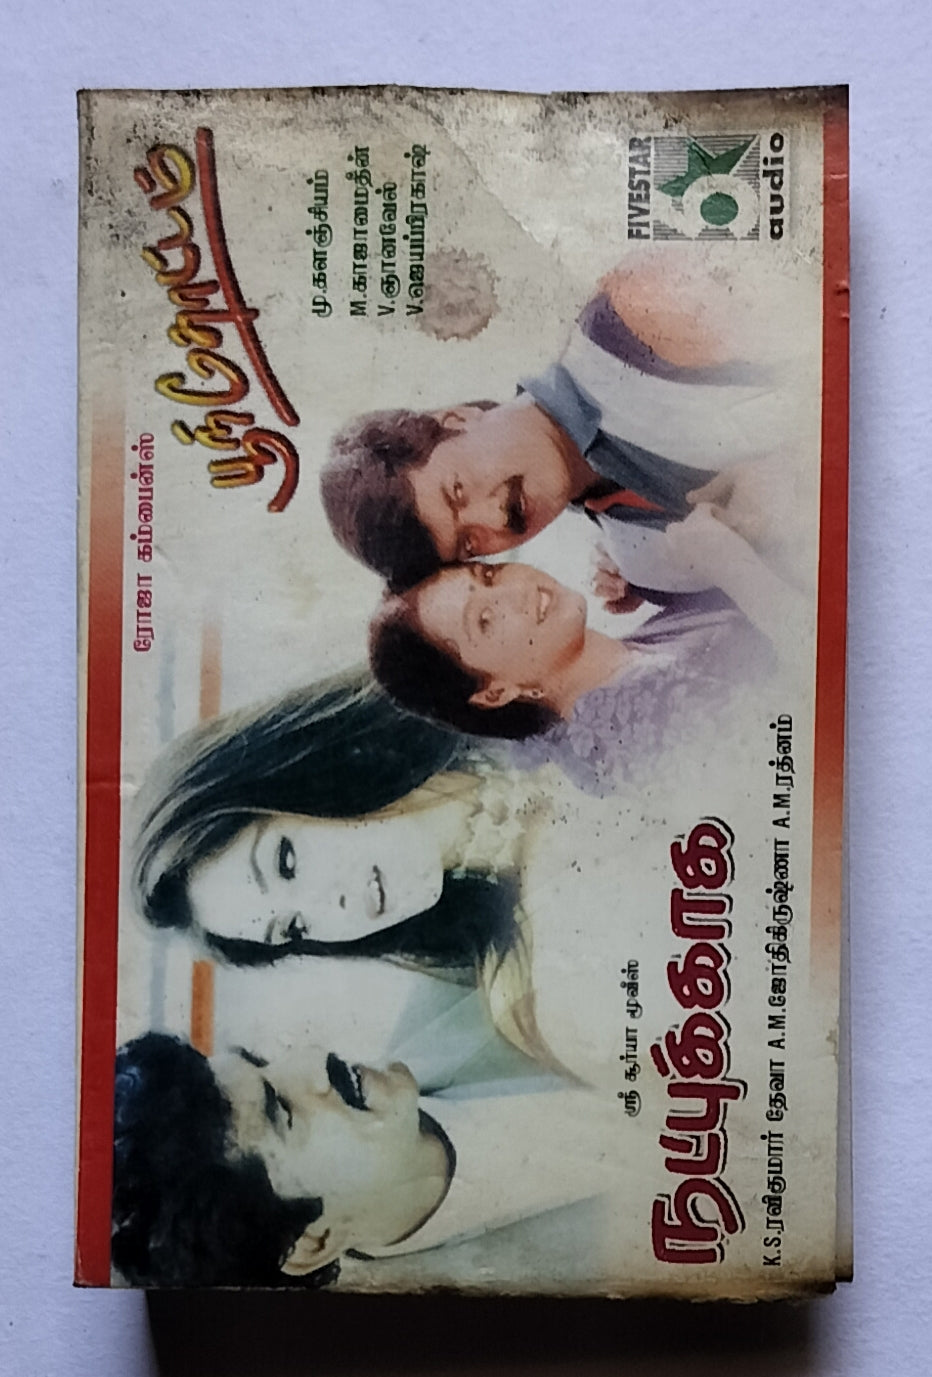 ரோஜா கம்பைன்ஸ்
பூந்தோட்டம்
மு.களஞ்சியம்
M.காஜாமைதீன்
V.ஞானவேல்
V.ஜெயப்பிரகாஷ்
FIVESTAR
audio
ஸ்ரீ சூர்யா மூவீஸ்
நட்புக்காக
K.S.ரவிகுமார் தேவா A.M.ஜோதிகிருஷ்ணா A.M.ரத்னம்